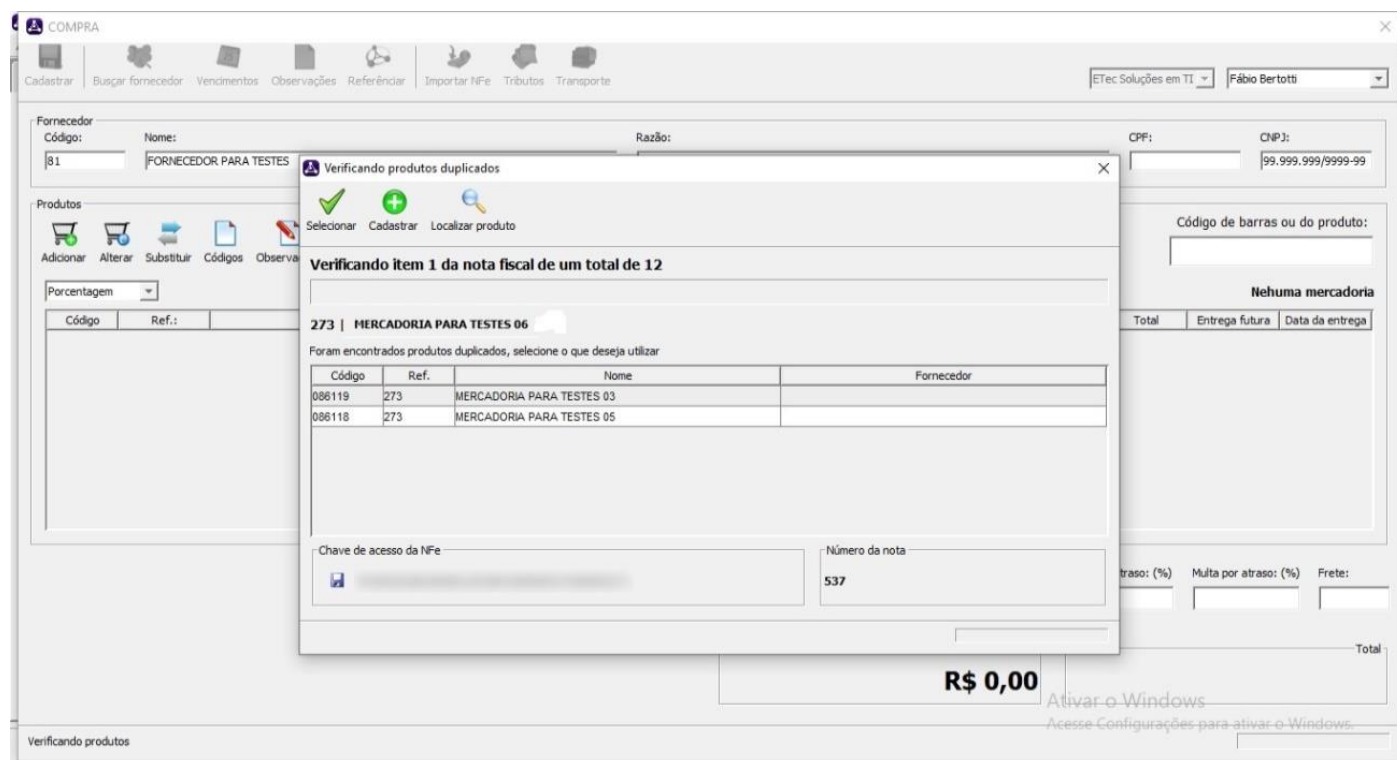 COMPRA
Cadastrar Busçar fornecedor Vencimentos Observações Referênciar Importar NFe Tributos Transporte ETec Soluções em TI Fábio Bertotti
Fornecedor
Código: Nome: Razão: CPF: CNPJ:
81 FORNECEDOR PARA TESTES 99.999.999/9999-99
Verificando produtos duplicados
Produtos
Selecionar Cadastrar Localizar produto
Código de barras ou do produto:
Adicionar Alterar Substituir Códigos Observa
Verificando item 1 da nota fiscal de um total de 12
Porcentagem
Nehuma mercadoria
Código Ref.: Total Entrega futura Data da entrega
273 | MERCADORIA PARA TESTES 06
Foram encontrados produtos duplicados, selecione o que deseja utilizar
Código Ref. Nome Fornecedor
086119 273 MERCADORIA PARA TESTES 03
086118 273 MERCADORIA PARA TESTES 05
Chave de acesso da NFe Número da nota
537
traso: (%) Multa por atraso: (%) Frete:
Total
R$ 0,00
Ativar o Windows
Acesse Configurações para ativar o Windows.
Verificando produtos